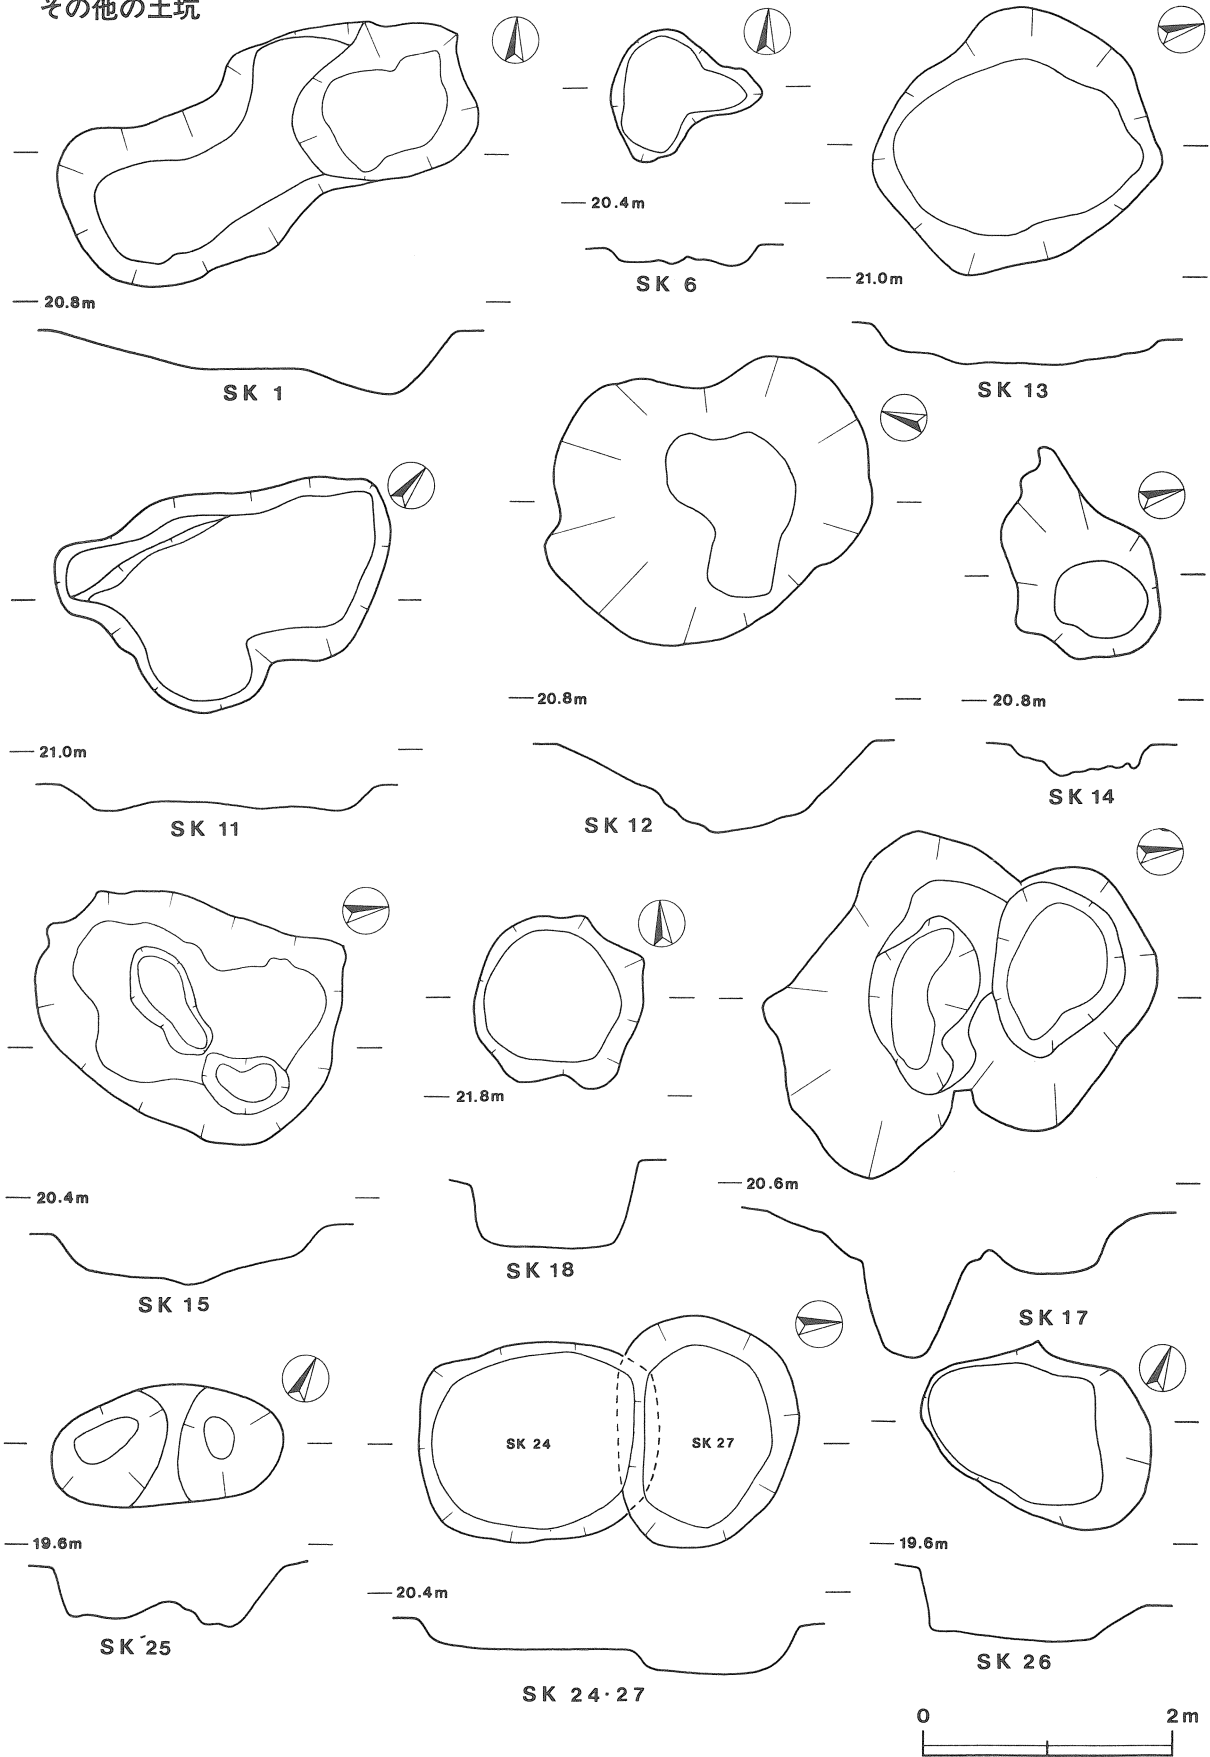 その他の土坑
20.8m
SK 1
20.4m
SK 6
21.0m
SK 13
21.0m
SK 11
20.8m
SK 12
20.8m
SK 14
20.4m
SK 15
21.8m
SK 18
20.6m
SK 17
19.6m
SK 25
SK 24
SK 27
20.4m
SK 24・27
19.6m
SK 26
0 2m